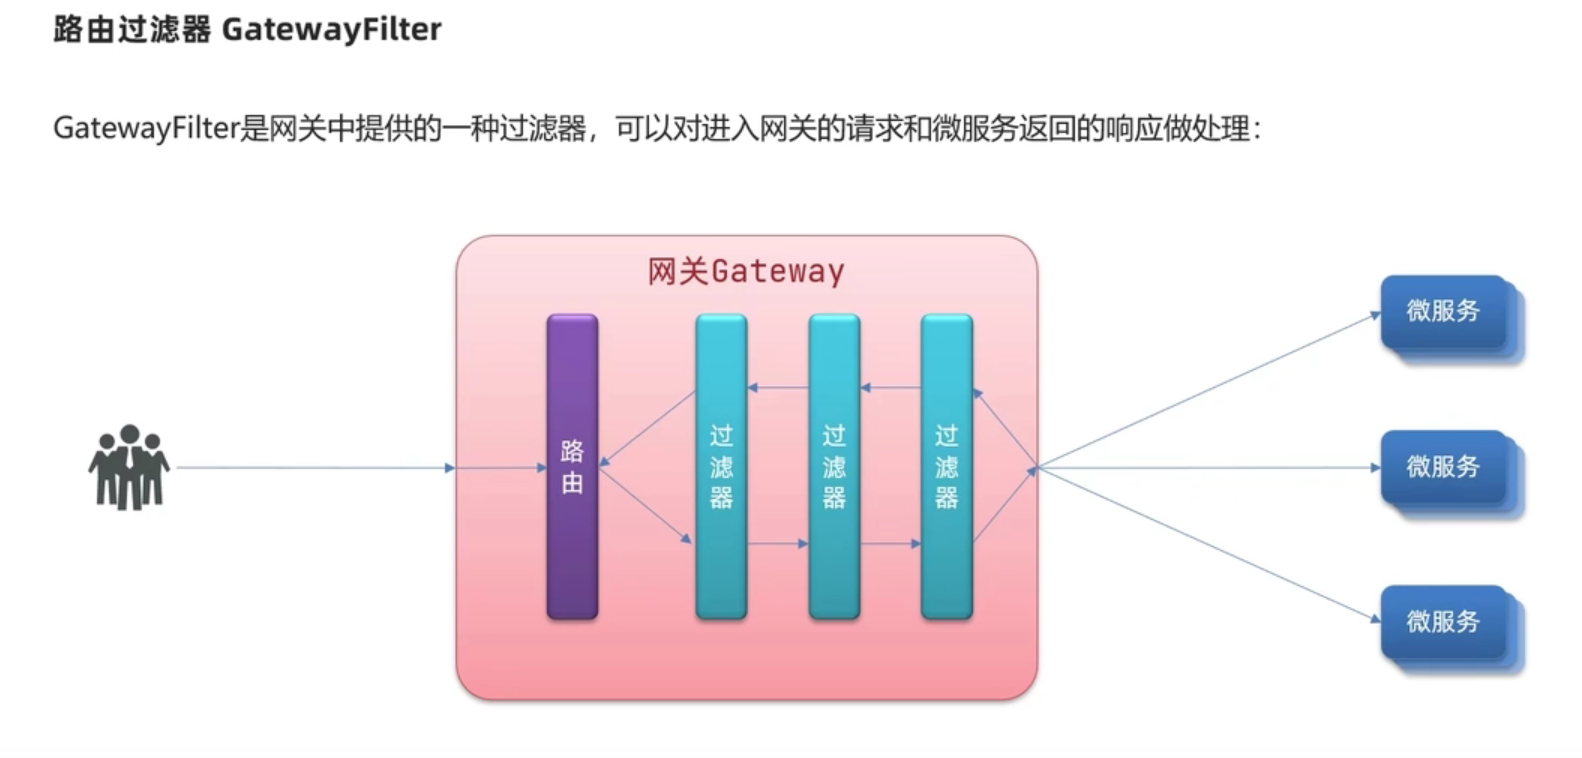 路由过滤器 GatewayFilter
GatewayFilter是网关中提供的一种过滤器，可以对进入网关的请求和微服务返回的响应做处理：
网关Gateway
路由
过滤器
过滤器
过滤器
微服务
微服务
微服务